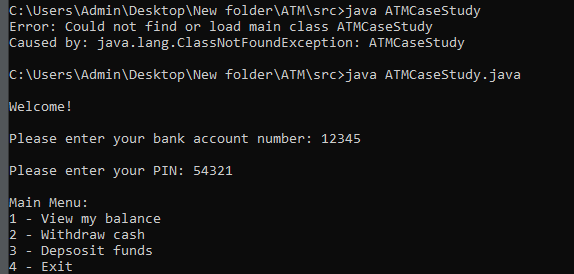 C:\Users\Admin\Desktop\New folder\ATM\src>java ATMCaseStudy
Error: Could not find or load main class ATMCaseStudy
Caused by: java.lang.ClassNotFoundException: ATMCaseStudy
C:\Users\Admin\Desktop\New folder\ATM\src>java ATMCaseStudy.java
Welcome!
Please enter your bank account number: 12345
Please enter your PIN: 54321
Main Menu:
1 - View my balance
2 - Withdraw cash
3 - Depsosit funds
4 - Exit